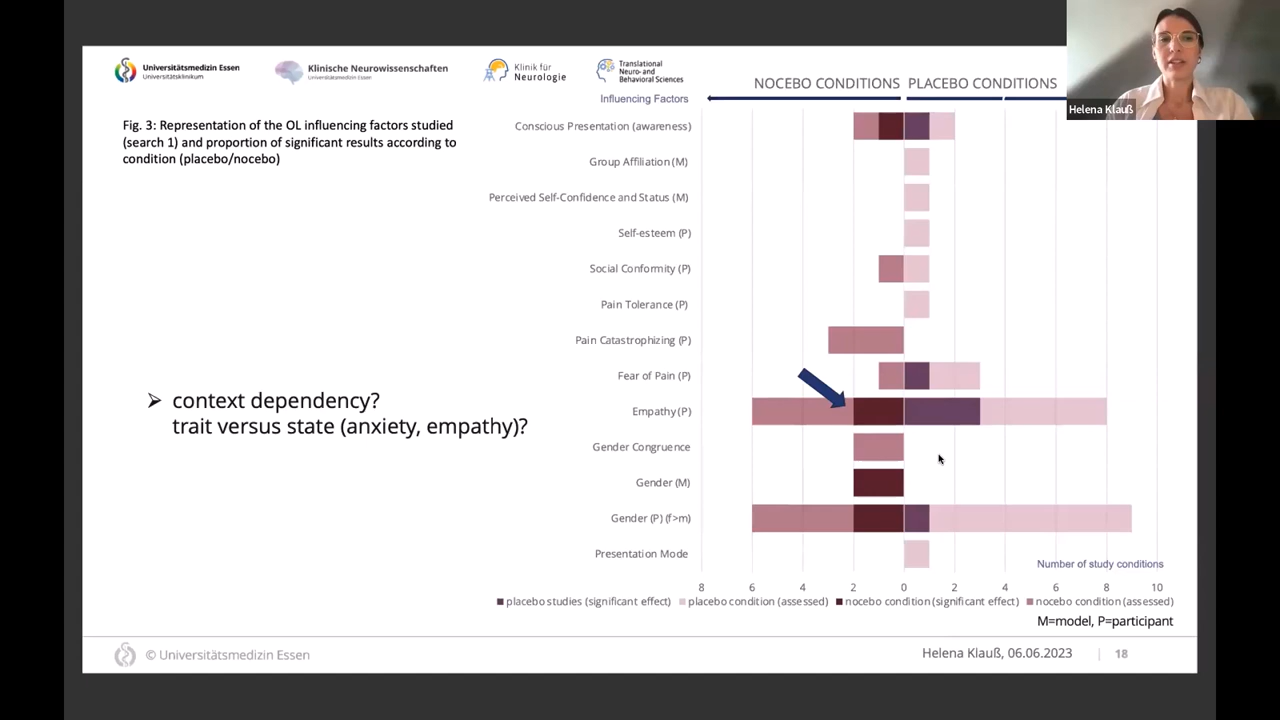 Universitätsmedizin Essen
Universitätsklinikum
Klinische Neurowissenschaften
Universitätsmedizin Essen
Klinik für
Neurologie
Translational
Neuro- and
Behavioral Sciences
NOCEBO CONDITIONS PLACEBO CONDITIONS
Helena Klauß
Influencing Factors
Fig. 3: Representation of the OL influencing factors studied
(search 1) and proportion of significant results according to
condition (placebo/nocebo)
Conscious Presentation (awareness)
Group Affiliation (M)
Perceived Self-Confidence and Status (M)
Self-esteem (P)
Social Conformity (P)
Pain Tolerance (P)
Pain Catastrophizing (P)
Fear of Pain (P)
Empathy (P)
Gender Congruence
Gender (M)
Gender (P) (f>m)
Presentation Mode
➢ context dependency?
trait versus state (anxiety, empathy)?
Number of study conditions
8 6 4 2 0 2 4 6 8 10
placebo studies (significant effect) placebo condition (assessed) nocebo condition (significant effect) nocebo condition (assessed)
M=model, P=participant
© Universitätsmedizin Essen
Helena Klauß, 06.06.2023 | 18